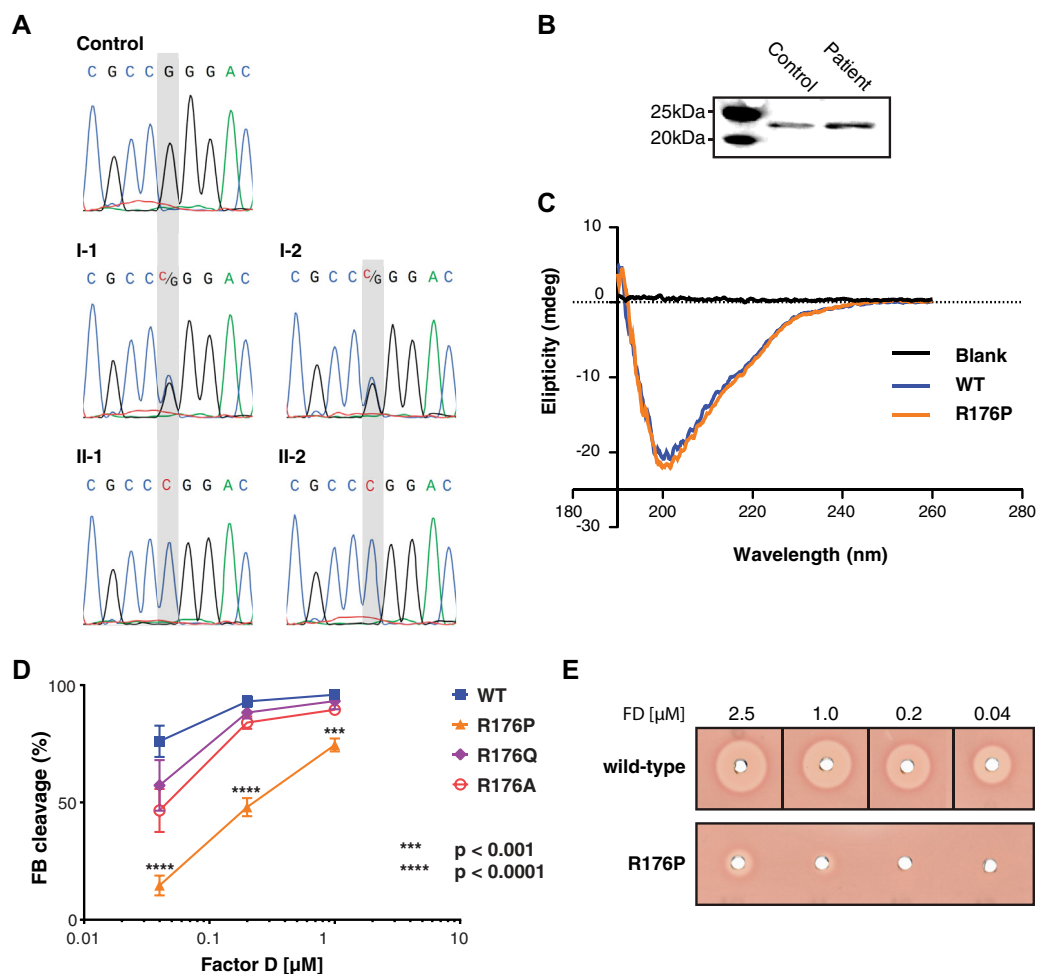 A
Control
C G C C G G G A C
I-1
C G C C C/G G G A C
I-2
C G C C C/G G G A C
II-1
C G C C C G G A C
II-2
C G C C C G G A C
B
Control
Patient
25kDa
20kDa
C
Elipticity (mdeg)
10
0
-10
-20
-30
180
200
220
240
260
280
Wavelength (nm)
Blank
WT
R176P
D
FB cleavage (%)
100
50
0
0.01
0.1
1
10
Factor D [µM]
WT
R176P
R176Q
R176A
****
****
***
*** p < 0.001
**** p < 0.0001
E
FD [µM]
2.5
1.0
0.2
0.04
wild-type
R176P